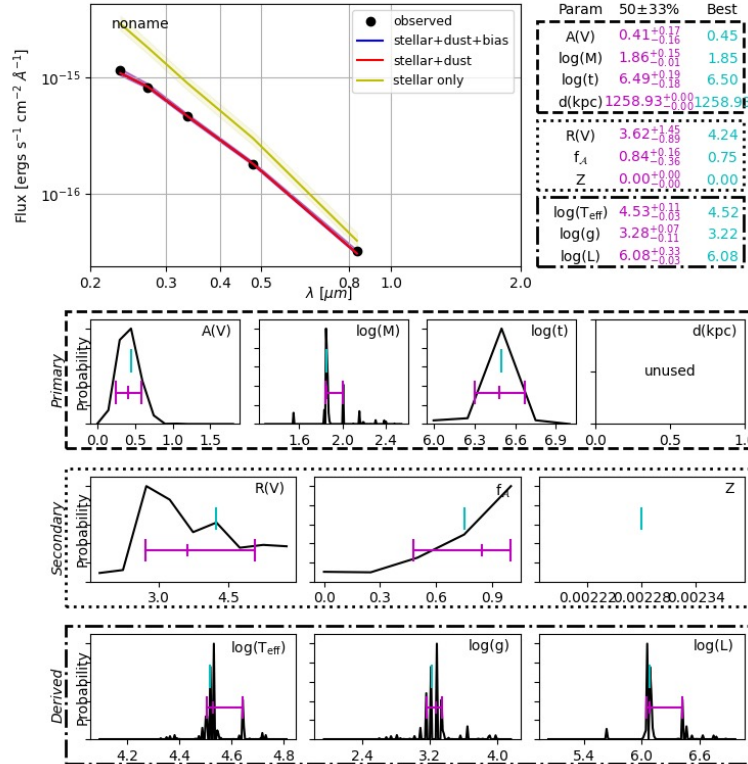 noname
observed
stellar+dust+bias
stellar+dust
stellar only
Flux [ergs s⁻¹ cm⁻² Å⁻¹]
10⁻¹⁵
10⁻¹⁶
0.2 0.3 0.4 0.5 0.8 1.0 2.0
λ [μm]
Param 50±33% Best
A(V) 0.41+0.17−0.16 0.45
log(M) 1.86+0.15−0.01 1.85
log(t) 6.49+0.19−0.18 6.50
d(kpc) 1258.93+0.00−0.00 1258.9
R(V) 3.62+1.45−0.89 4.24
f_A 0.84+0.16−0.36 0.75
Z 0.00+0.00−0.00 0.00
log(T_eff) 4.53+0.11−0.03 4.52
log(g) 3.28+0.07−0.11 3.22
log(L) 6.08+0.33−0.03 6.08
Primary
Probability
A(V) log(M) log(t) d(kpc)
unused
0.0 0.5 1.0 1.5 1.6 2.0 2.4 6.0 6.3 6.6 6.9 0.0 0.5 1.0
Secondary
Probability
R(V) f_A Z
3.0 4.5 0.0 0.3 0.6 0.9 0.00222 0.00228 0.00234
Derived
Probability
log(T_eff) log(g) log(L)
4.2 4.4 4.6 4.8 2.4 3.2 4.0 5.4 6.0 6.6